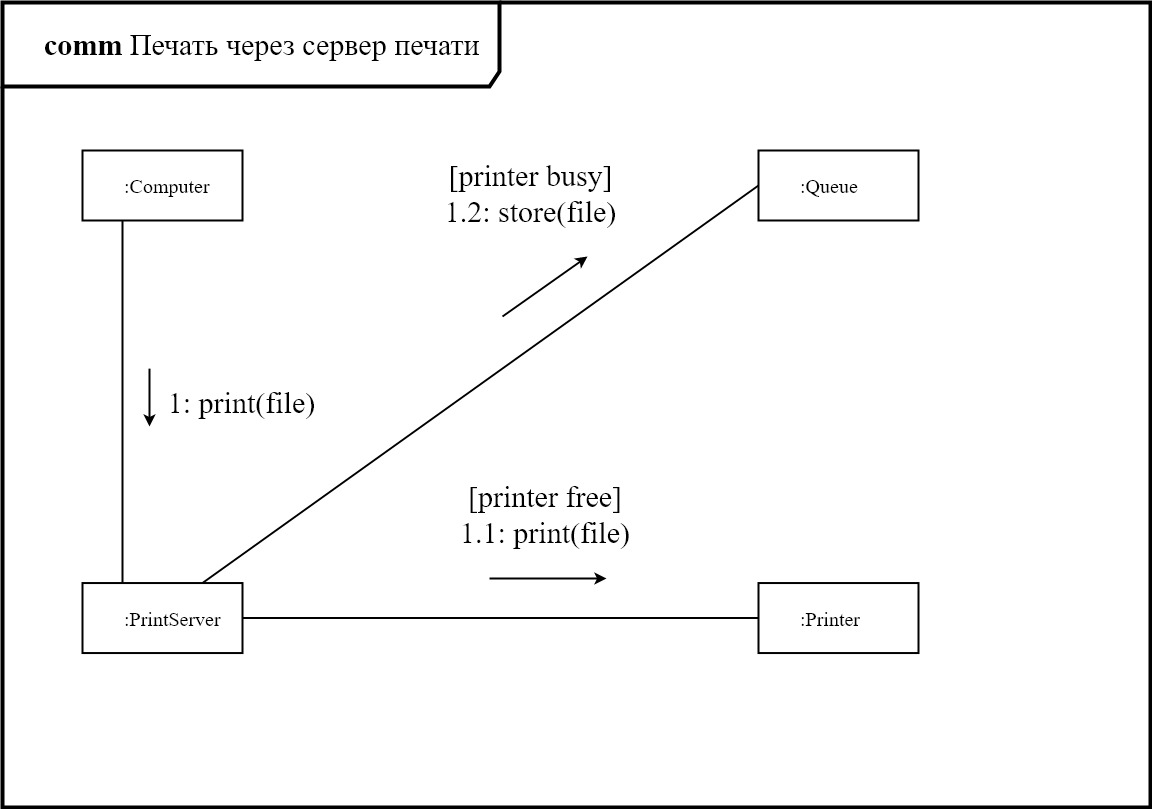 comm Печать через сервер печати
:Computer
[printer busy]
1.2: store(file)
:Queue
1: print(file)
[printer free]
1.1: print(file)
:PrintServer
:Printer